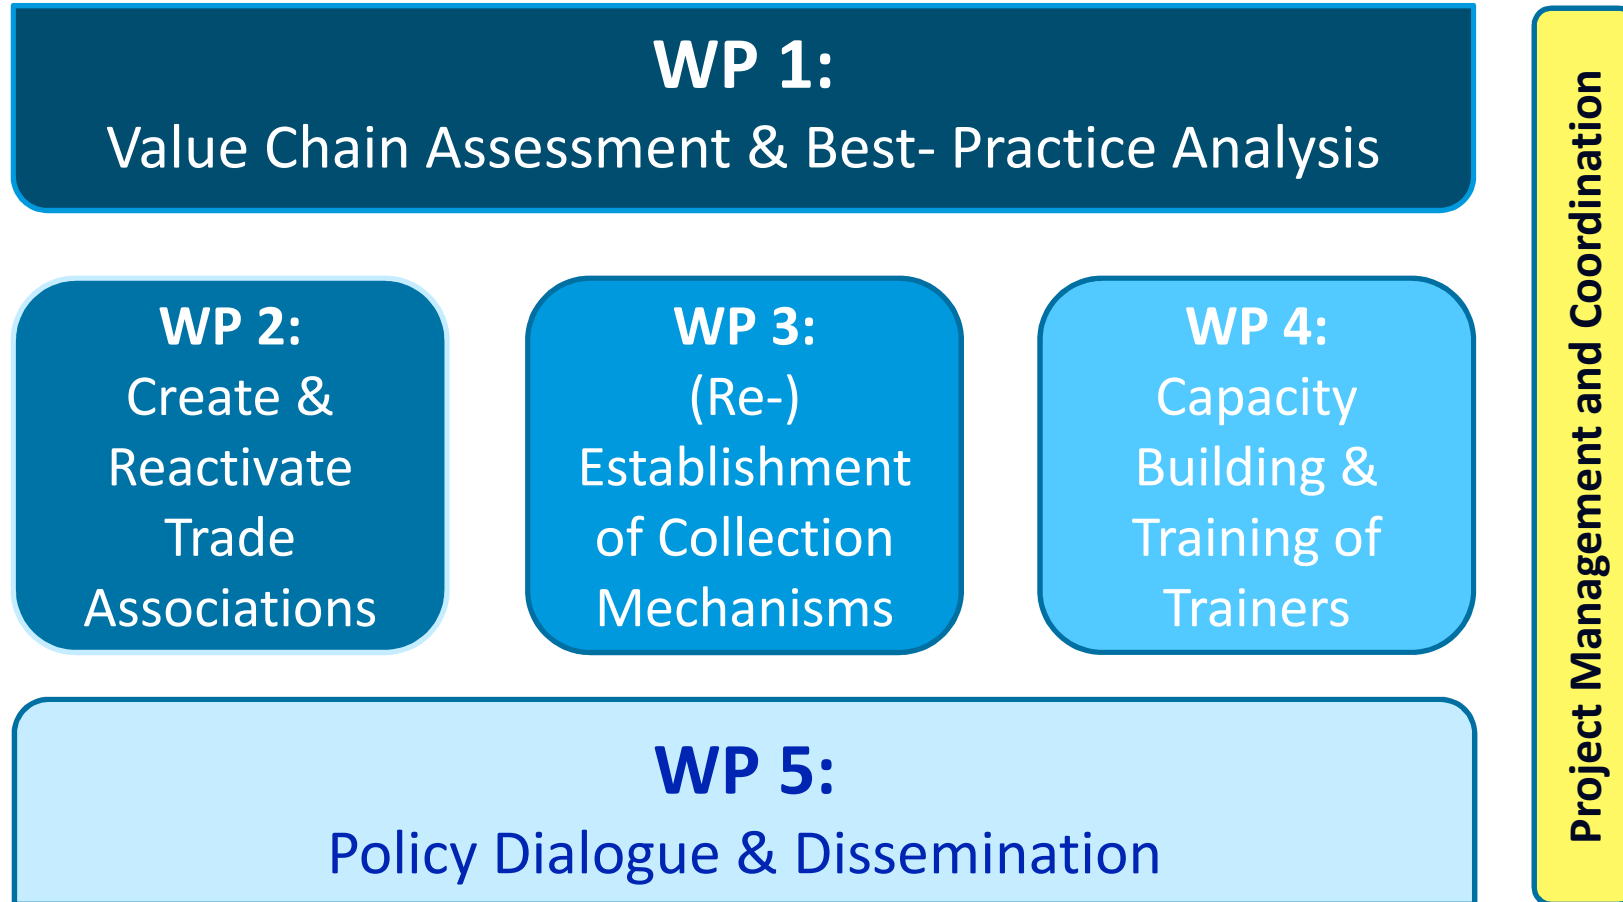 WP 1:
Value Chain Assessment & Best- Practice Analysis
WP 2:
Create &
Reactivate
Trade
Associations
WP 3:
(Re-)
Establishment
of Collection
Mechanisms
WP 4:
Capacity
Building &
Training of
Trainers
WP 5:
Policy Dialogue & Dissemination
Project Management and Coordination